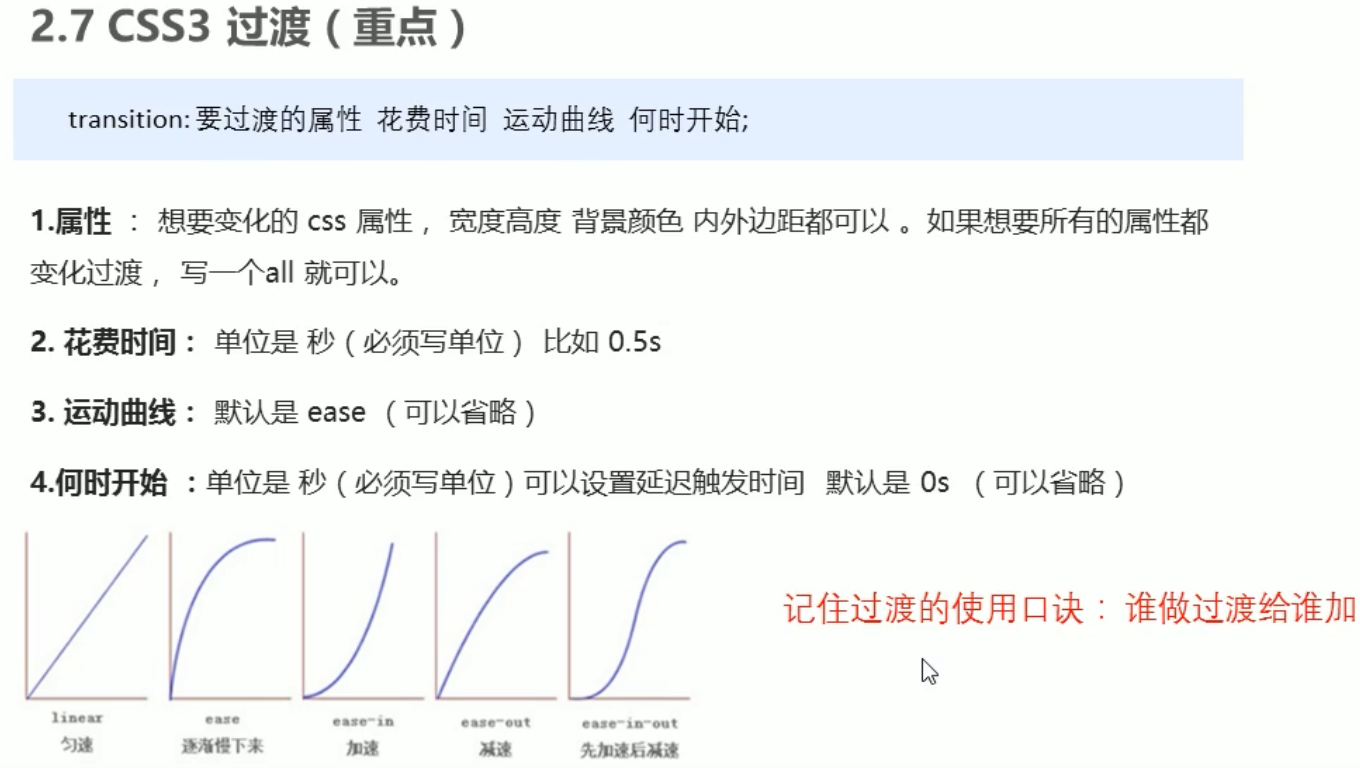 2.7 CSS3 过渡（重点）
transition: 要过渡的属性 花费时间 运动曲线 何时开始;
1.属性 ： 想要变化的 css 属性， 宽度高度 背景颜色 内外边距都可以 。如果想要所有的属性都
变化过渡， 写一个all 就可以。
2. 花费时间： 单位是 秒（必须写单位） 比如 0.5s
3. 运动曲线： 默认是 ease （可以省略）
4.何时开始 ：单位是 秒（必须写单位）可以设置延迟触发时间 默认是 0s （可以省略）
记住过渡的使用口诀： 谁做过渡给谁加
linear ease ease-in ease-out ease-in-out
匀速 逐渐慢下来 加速 减速 先加速后减速